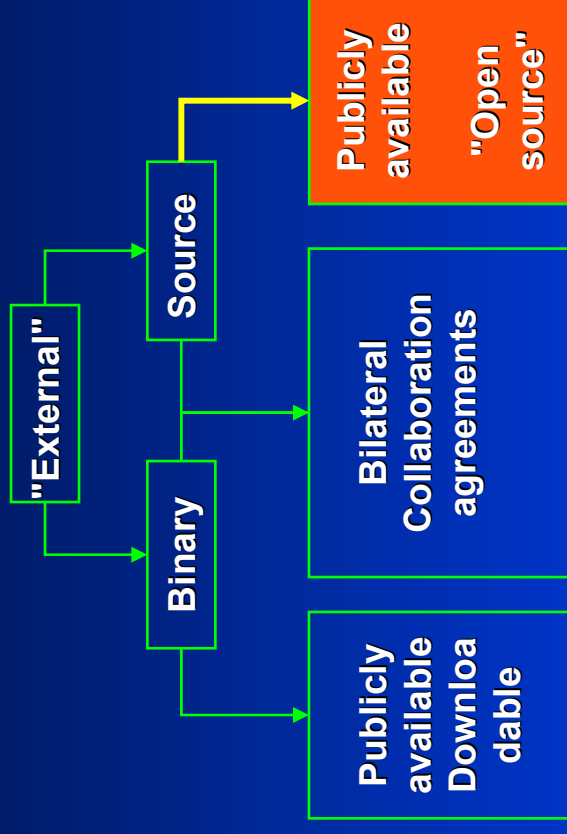 "External"
Binary
Source
Publicly
available
Downloa
dable
Bilateral
Collaboration
agreements
Publicly
available
"Open
source"